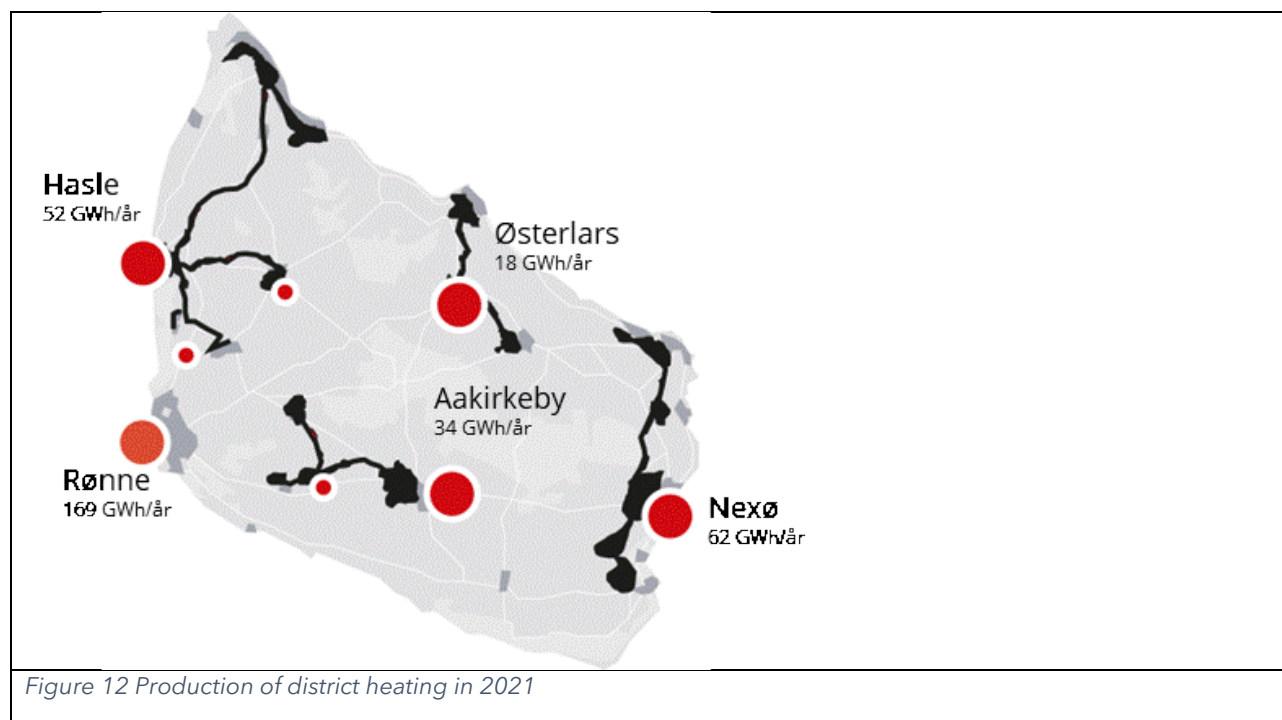 Hasle
52 GWh/år
Østerlars
18 GWh/år
Aakirkeby
34 GWh/år
Rønne
169 GWh/år
Nexø
62 GWh/år
Figure 12 Production of district heating in 2021